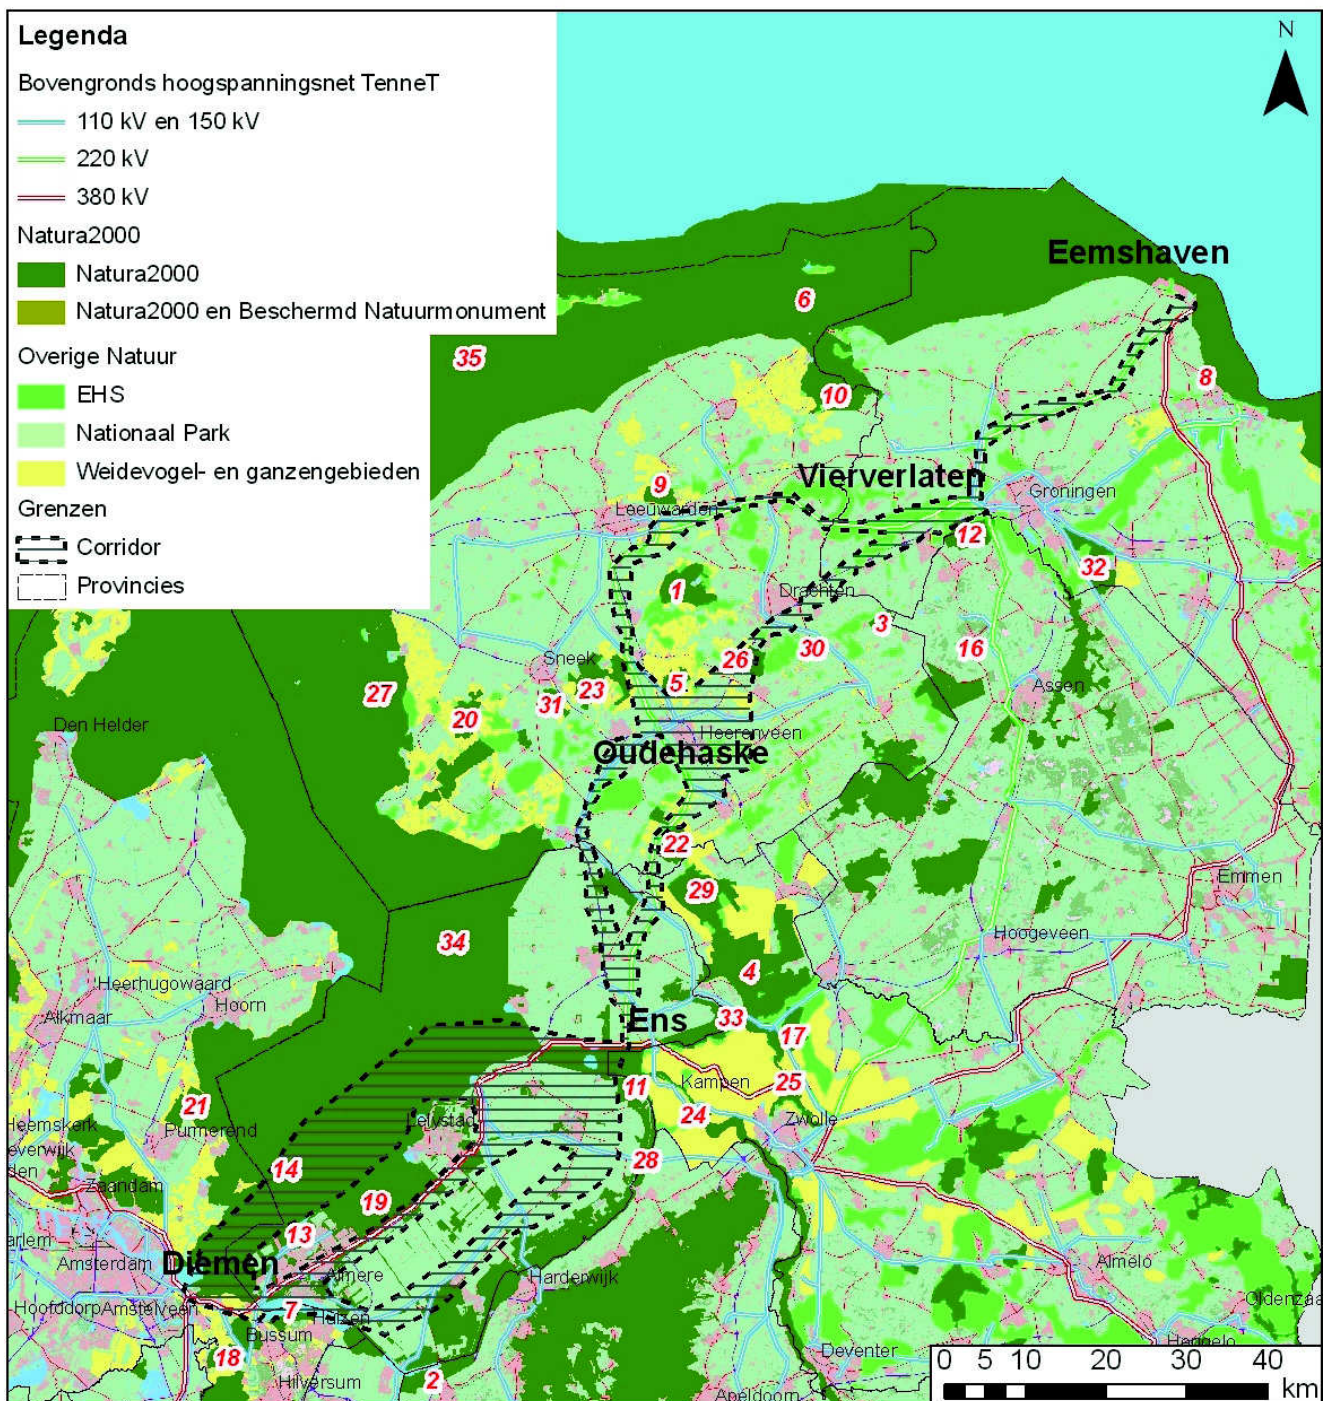 Legenda
Bovengronds hoogspanningsnet TenneT
110 kV en 150 kV
220 kV
380 kV
Natura2000
Natura2000
Natura2000 en Beschermd Natuurmonument
Overige Natuur
EHS
Nationaal Park
Weidevogel- en ganzengebieden
Grenzen
Corridor
Provincies
N
Eemshaven
6
35
8
10
Vierverlaten
9
Groningen
Leeuwarden
12
32
1
Drachten
3
30
16
26
Sneek
5
Assen
23
27
31
20
Den Helder
Heerenveen
Oudehaske
22
29
Emmen
Hoogeveen
34
4
Heerhugowaard
Hoorn
Alkmaar
33
Ens
17
11
Kampen
25
21
24
Lelystad
Zwolle
Heemskerk
Purmerend
everwijk
den
28
14
Zaandam
19
13
arlem
Diemen
Amsterdam
Almere
Harderwijk
Almelo
Oldenza
Hoofddorp
Amstelveen
7
Huizen
Bussum
18
Hengelo
Deventer
Hilversum
2
Apeldoorn
0 5 10 20 30 40
km